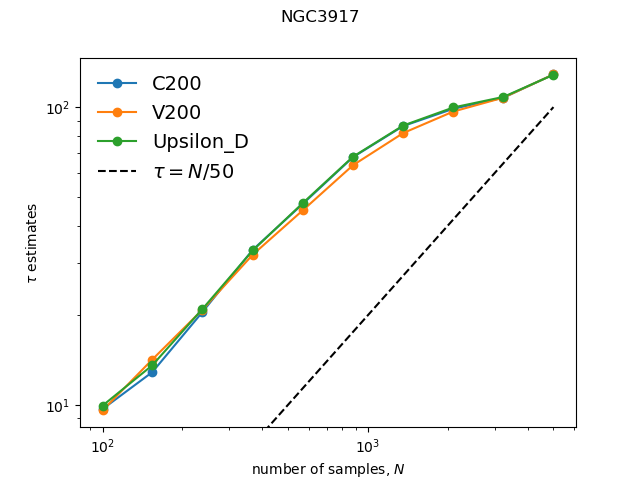 NGC3917
C200
V200
Upsilon_D
τ = N/50
10²
10¹
τ estimates
10² 10³
number of samples, N